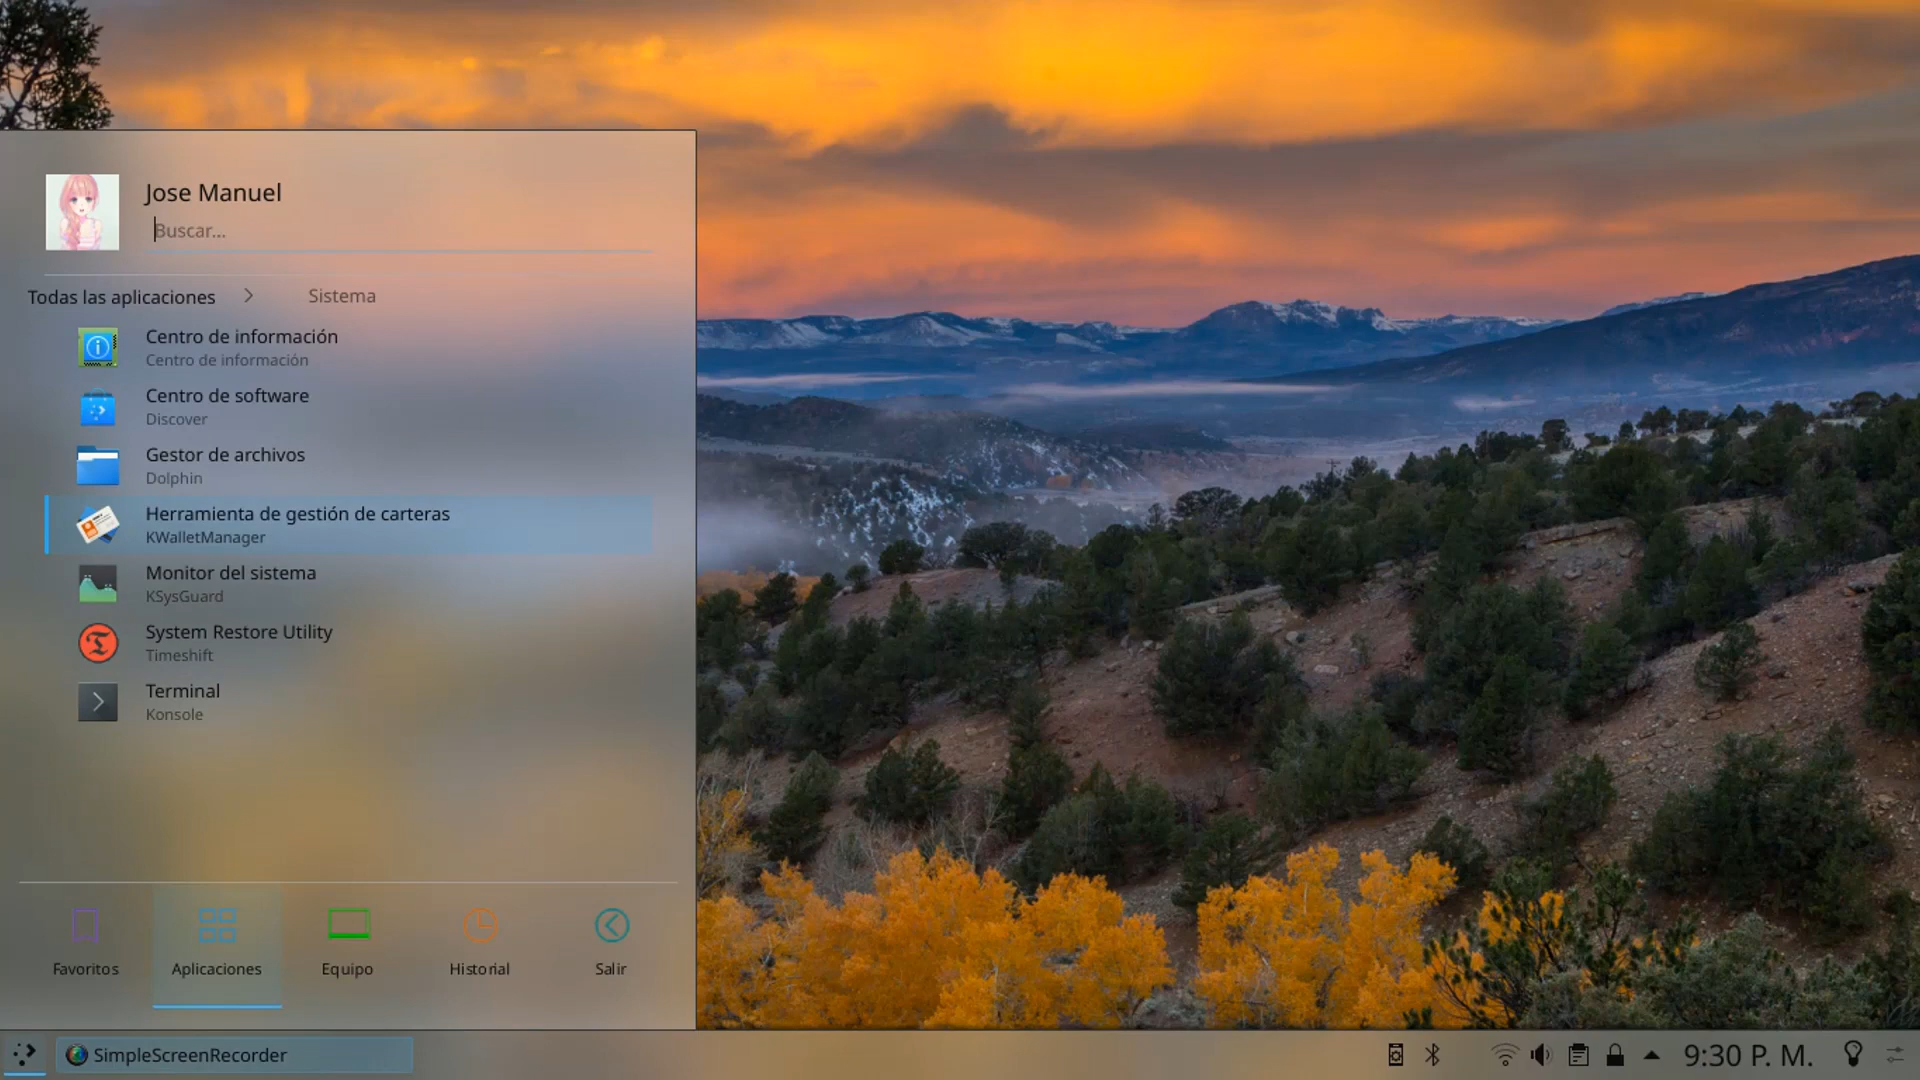 Jose Manuel
Buscar...
Todas las aplicaciones
Sistema
Centro de información
Centro de información
Centro de software
Discover
Gestor de archivos
Dolphin
Herramienta de gestión de carteras
KWalletManager
Monitor del sistema
KSysGuard
System Restore Utility
Timeshift
Terminal
Konsole
Favoritos
Aplicaciones
Equipo
Historial
Salir
SimpleScreenRecorder
9:30 P. M.